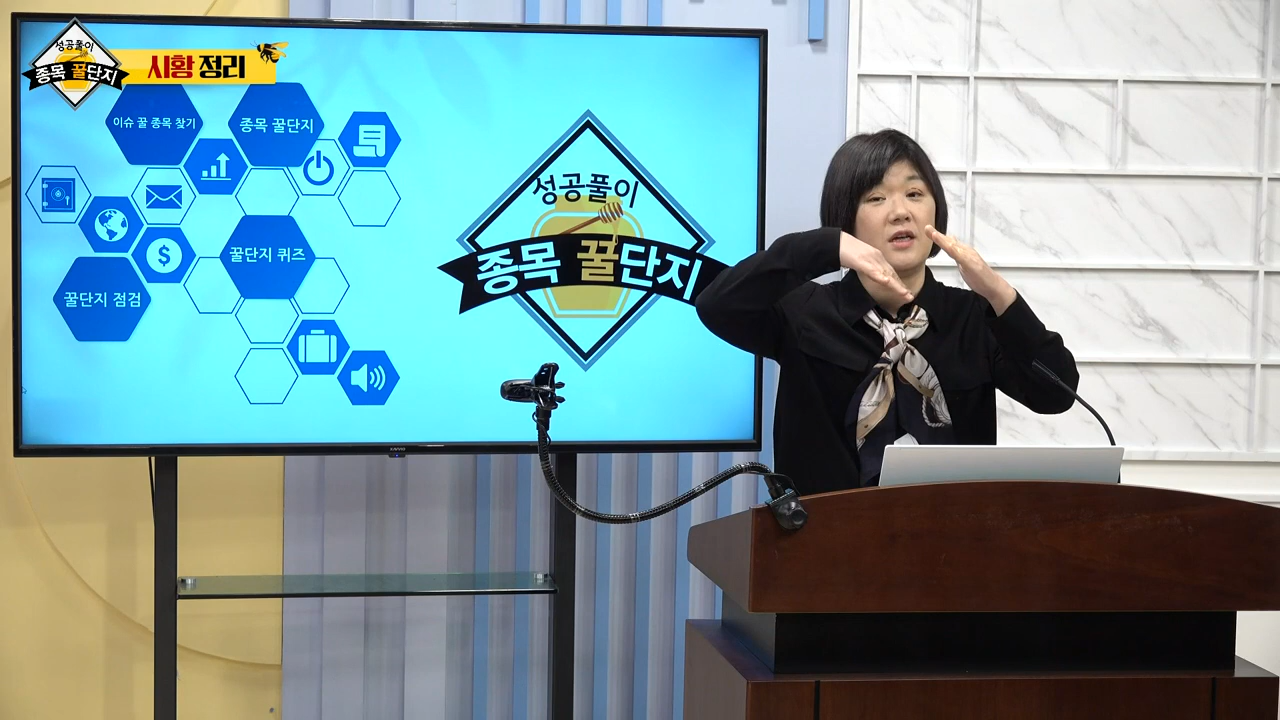 성공풀이
종목 꿀단지
시황 정리
이슈 꿀 종목 찾기
종목 꿀단지
꿀단지 퀴즈
꿀단지 점검
성공풀이
종목 꿀단지